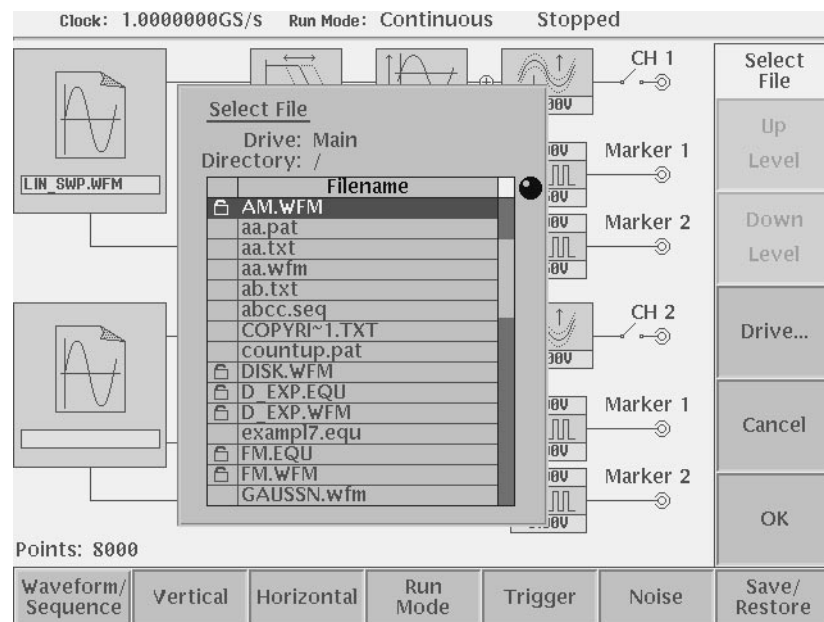 Clock: 1.0000000GS/s Run Mode: Continuous Stopped
LIN_SWP.WFM
CH 1
Marker 1
Marker 2
CH 2
Marker 1
Marker 2
Select File
Drive: Main
Directory: /
Filename
AM.WFM
aa.pat
aa.txt
aa.wfm
ab.txt
abcc.seq
COPYRI~1.TXT
countup.pat
DISK.WFM
D_EXP.EQU
D_EXP.WFM
exampl7.equ
FM.EQU
FM.WFM
GAUSSN.wfm
Points: 8000
Select
File
Up
Level
Down
Level
Drive...
Cancel
OK
Waveform/
Sequence
Vertical
Horizontal
Run
Mode
Trigger
Noise
Save/
Restore